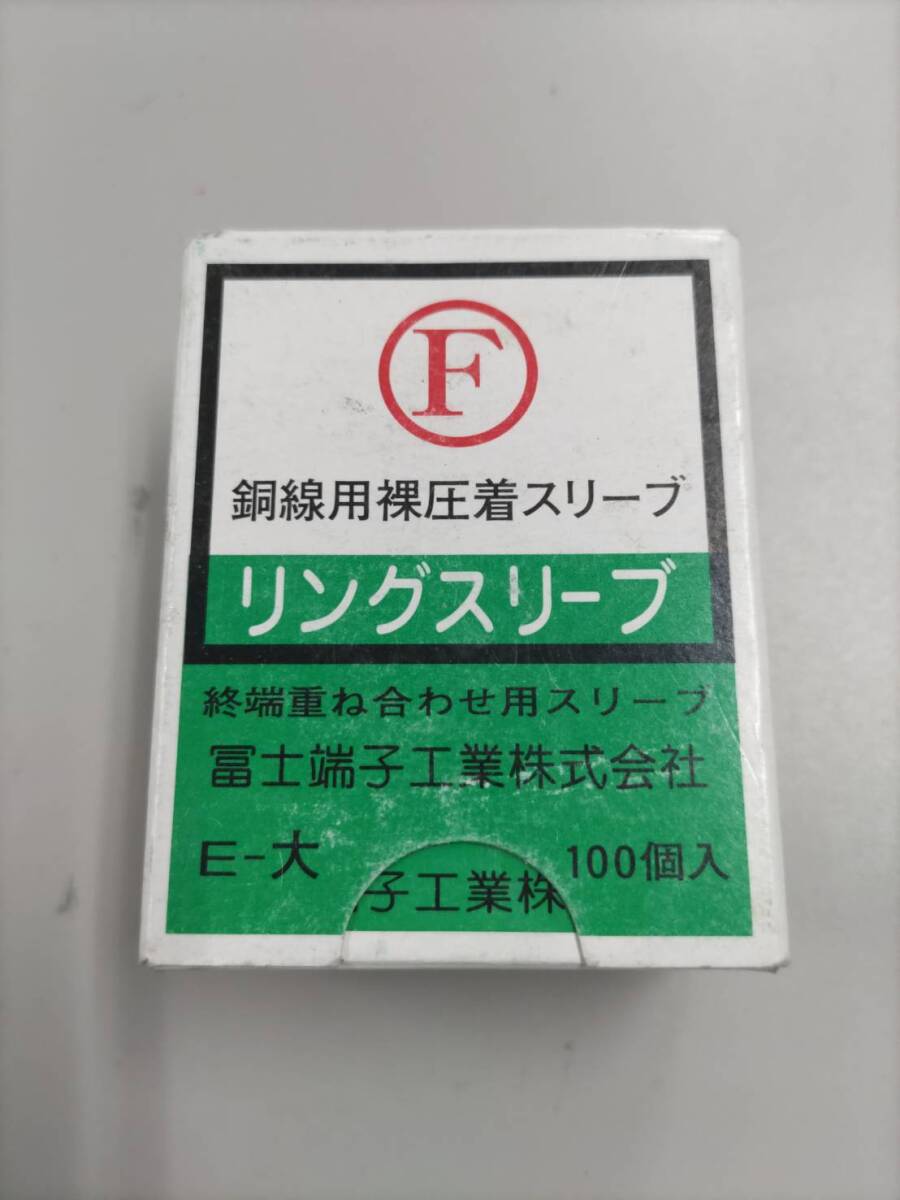 F
銅線用裸圧着スリーブ
リングスリーブ
終端重ね合わせ用スリーブ
冨士端子工業株式会社
E-大 100個入
子工業株